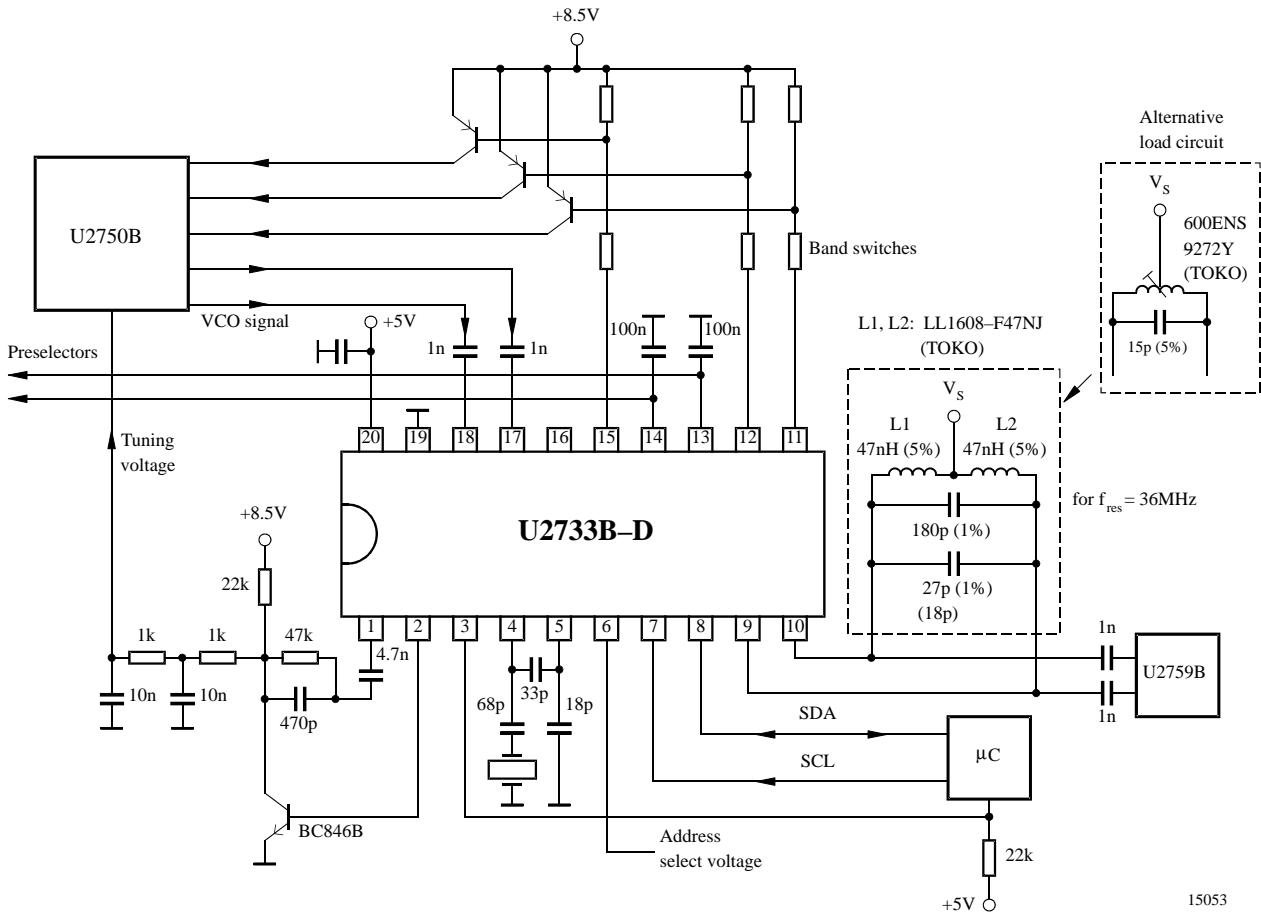 +8.5V
Alternative
load circuit
V_S
600ENS
9272Y
(TOKO)
15p (5%)
U2750B
Band switches
VCO signal
+5V
100n
100n
1n
1n
L1, L2: LL1608–F47NJ
(TOKO)
Preselectors
V_S
L1
L2
47nH (5%)
47nH (5%)
Tuning
voltage
20
19
18
17
16
15
14
13
12
11
180p (1%)
27p (1%)
(18p)
for f_res = 36MHz
+8.5V
U2733B–D
22k
1
2
3
4
5
6
7
8
9
10
1k
1k
47k
4.7n
10n
10n
470p
33p
68p
18p
1n
1n
U2759B
SDA
SCL
µC
BC846B
Address
select voltage
22k
+5V
15053